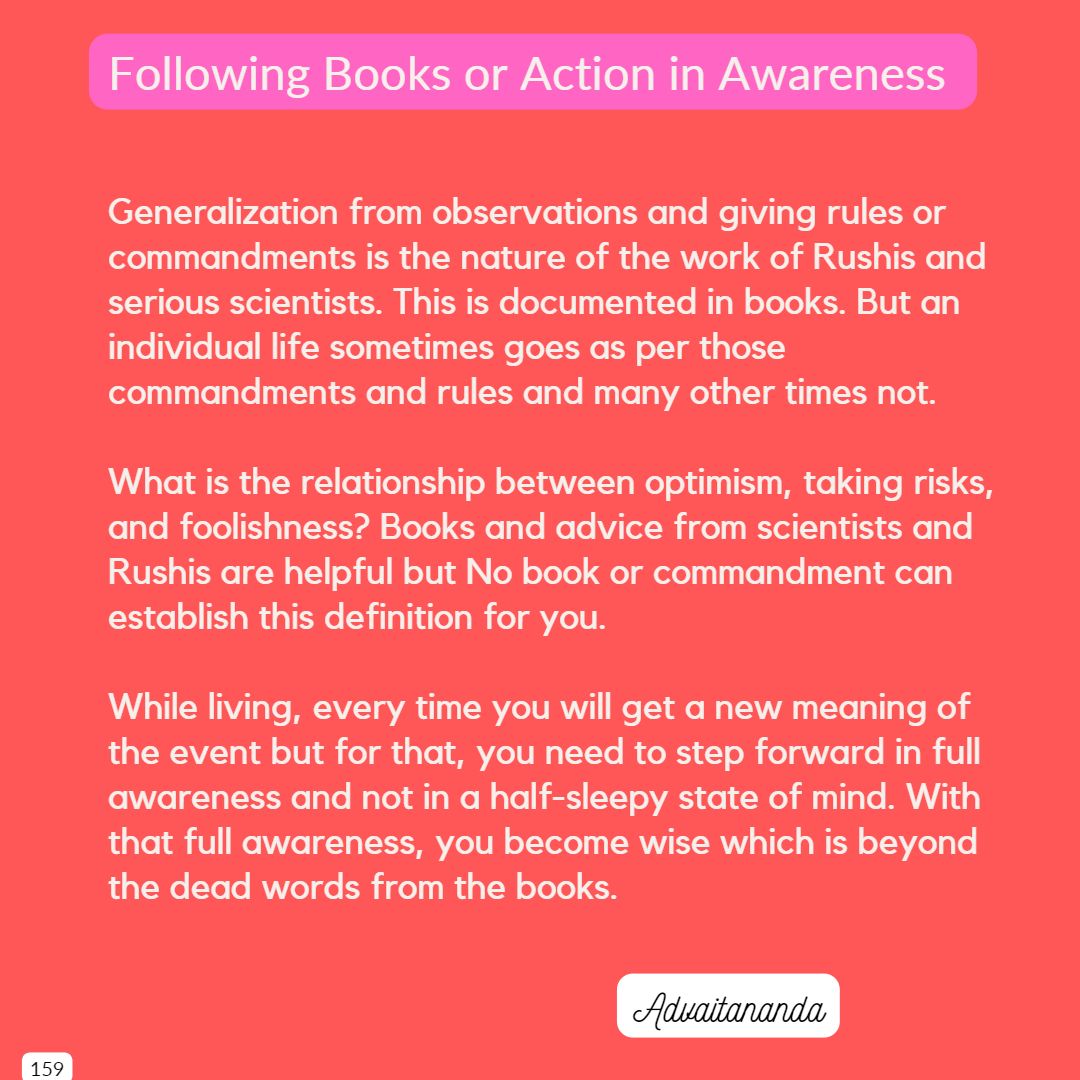 Following Books or Action in Awareness
Generalization from observations and giving rules or
commandments is the nature of the work of Rushis and
serious scientists. This is documented in books. But an
individual life sometimes goes as per those
commandments and rules and many other times not.
What is the relationship between optimism, taking risks,
and foolishness? Books and advice from scientists and
Rushis are helpful but No book or commandment can
establish this definition for you.
While living, every time you will get a new meaning of
the event but for that, you need to step forward in full
awareness and not in a half-sleepy state of mind. With
that full awareness, you become wise which is beyond
the dead words from the books.
Advaitananda
159